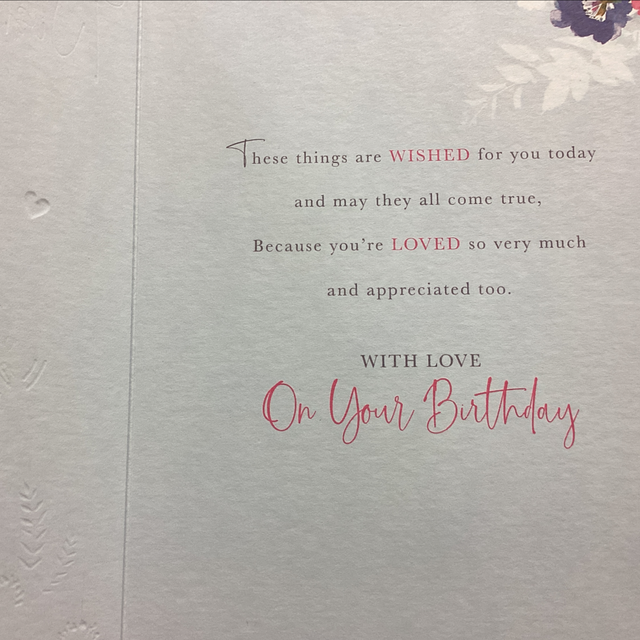 These things are WISHED for you today
and may they all come true,
Because you're LOVED so very much
and appreciated too.
WITH LOVE
On Your Birthday